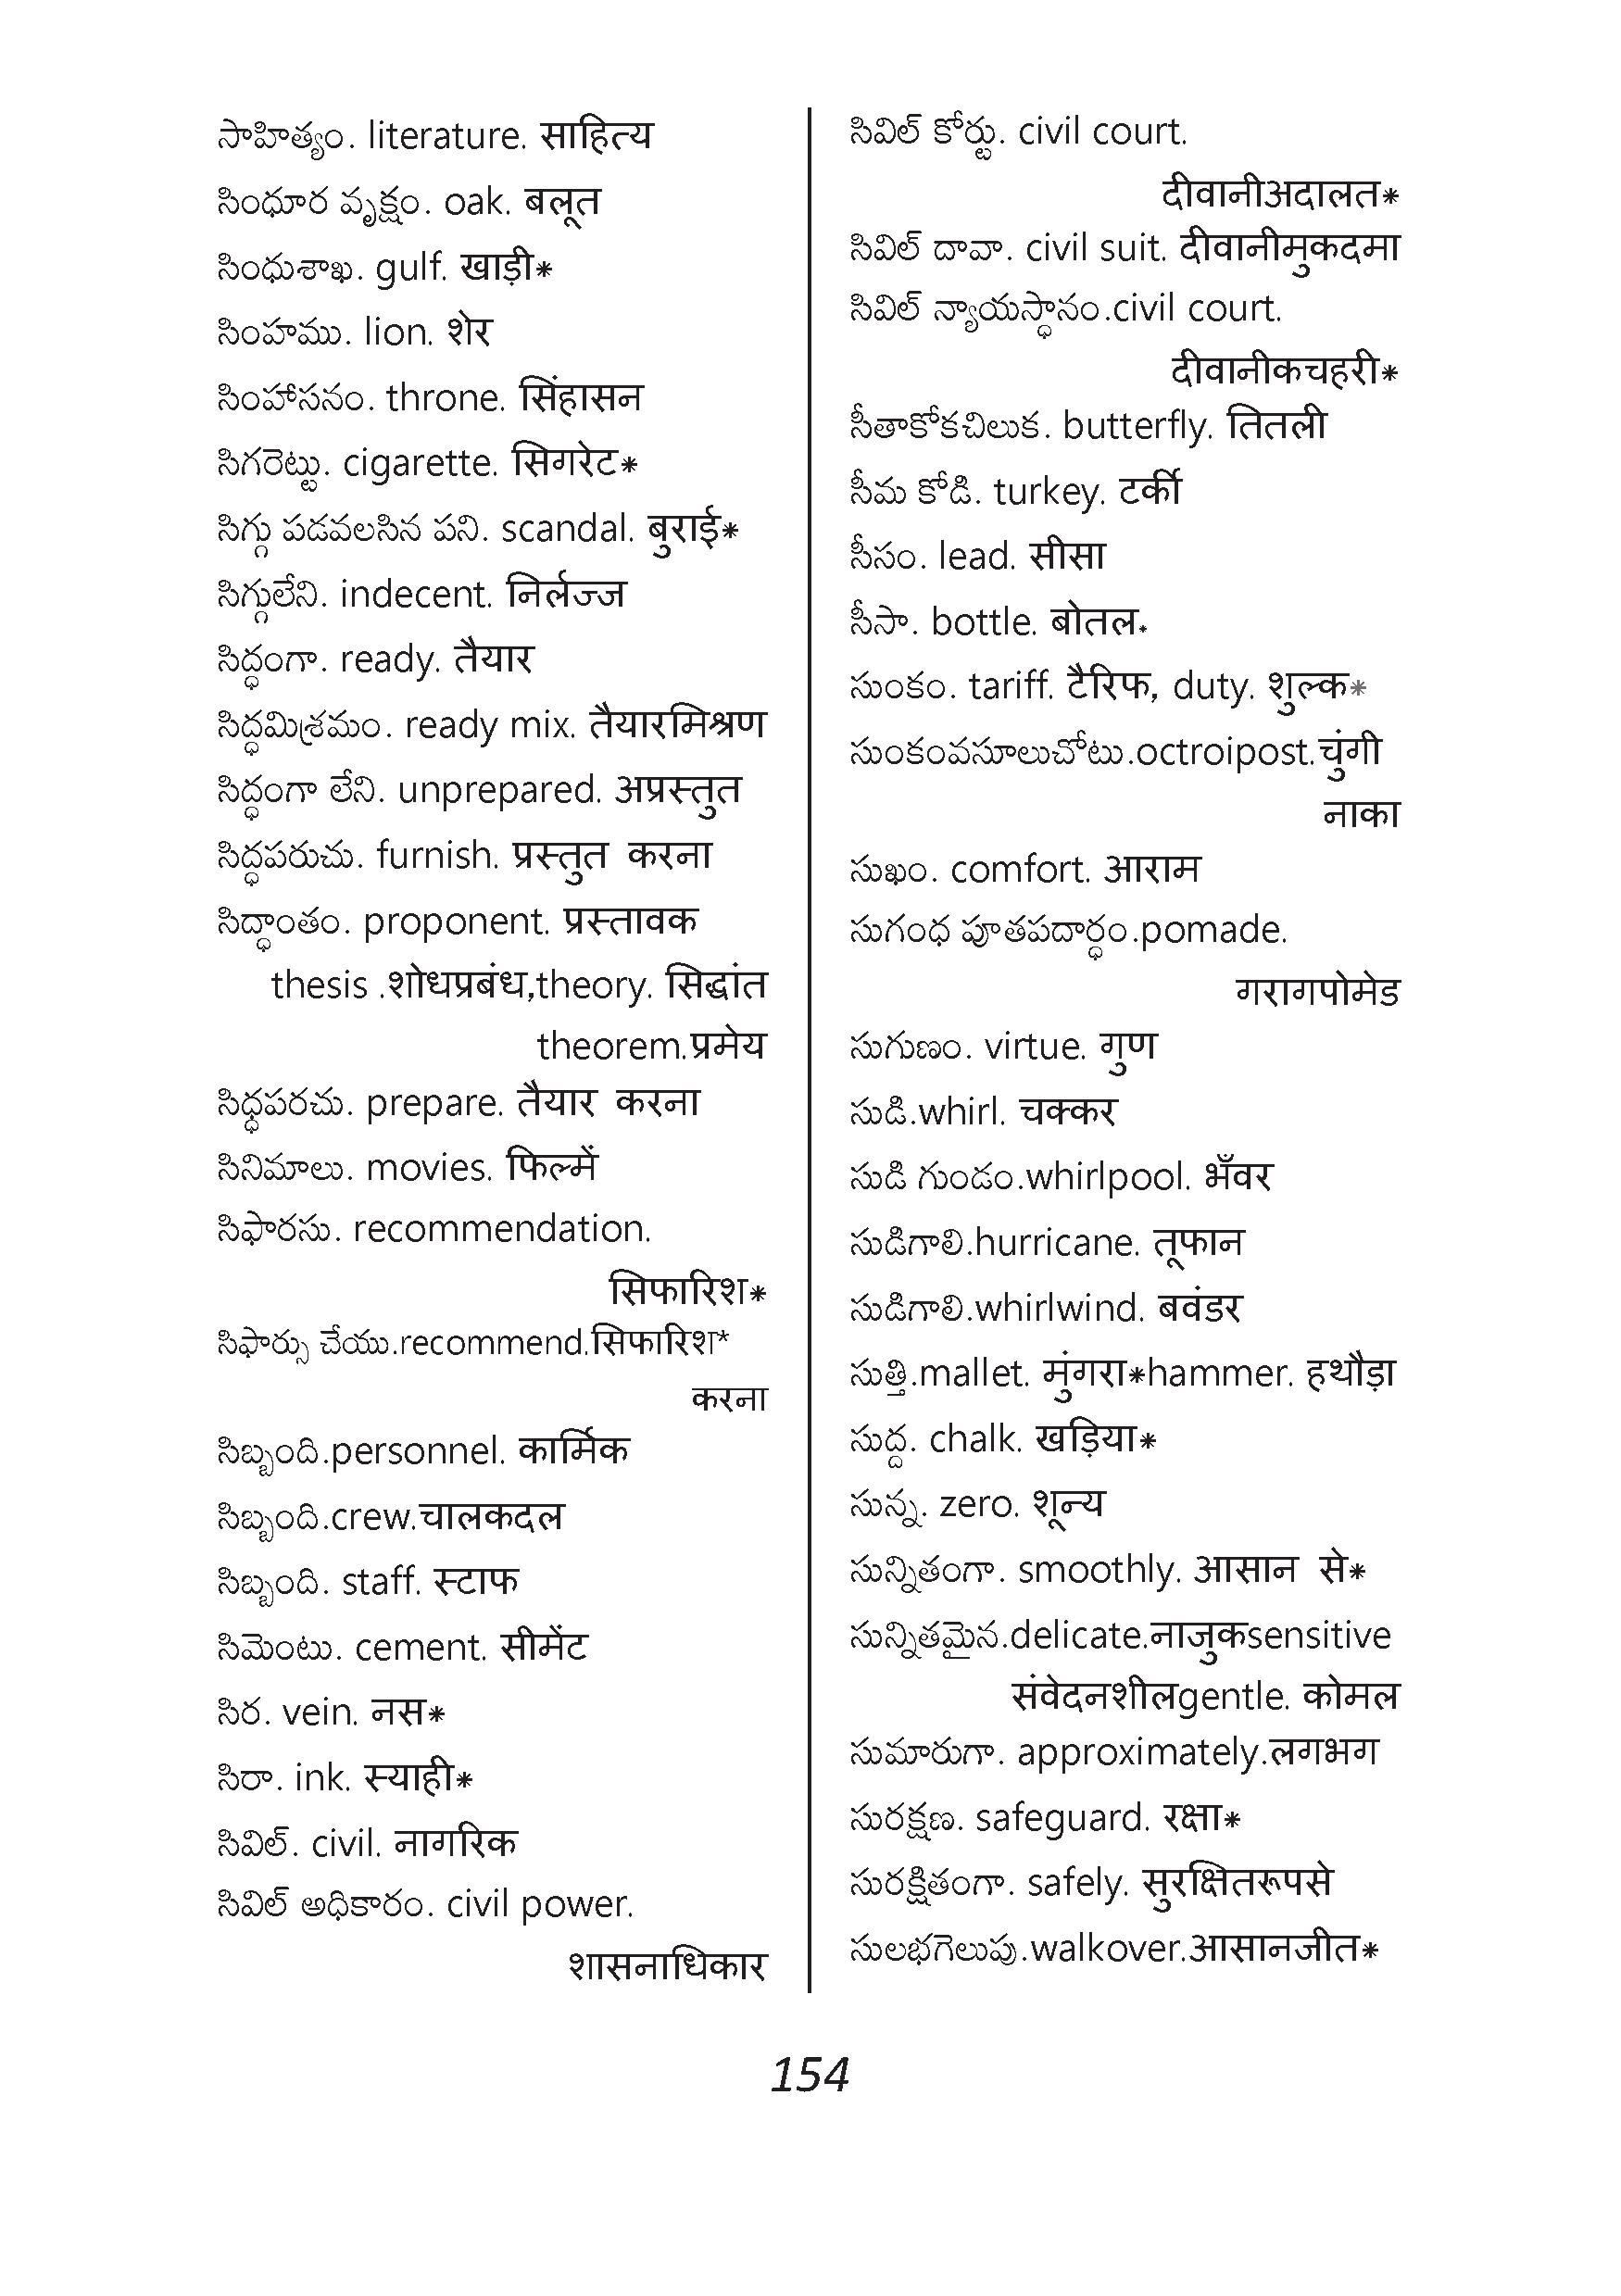 సాహిత్యం. literature. साहित्य
సింధూర వృక్షం. oak. बलूत
సింధుశాఖ. gulf. खाड़ी*
సింహము. lion. शेर
సింహాసనం. throne. सिंहासन
సిగరెట్టు. cigarette. सिगरेट*
సిగ్గు పడవలసిన పని. scandal. बुराई*
సిగ్గులేని. indecent. निर्लज्ज
సిద్ధంగా. ready. तैयार
సిద్ధమిశ్రమం. ready mix. तैयारमिश्रण
సిద్ధంగా లేని. unprepared. अप्रस्तुत
సిద్ధపరుచు. furnish. प्रस्तुत करना
సిద్ధాంతం. proponent. प्रस्तावक
thesis .शोधप्रबंध,theory. सिद्धांत
theorem.प्रमेय
సిధ్ధపరచు. prepare. तैयार करना
సినిమాలు. movies. फिल्में
సిఫారసు. recommendation.
सिफारिश*
సిఫార్సు చేయు.recommend.सिफारिश*
करना
సిబ్బంది.personnel. कार्मिक
సిబ్బంది.crew.चालकदल
సిబ్బంది. staff. स्टाफ
సిమెంటు. cement. सीमेंट
సిర. vein. नस*
సిరా. ink. स्याही*
సివిల్. civil. नागरिक
సివిల్ అధికారం. civil power.
शासनाधिकार
సివిల్ కోర్టు. civil court.
दीवानीअदालत*
సివిల్ దావా. civil suit. दीवानीमुकदमा
సివిల్ న్యాయస్ధానం.civil court.
दीवानीकचहरी*
సీతాకోకచిలుక. butterfly. तितली
సీమ కోడి. turkey. टर्की
సీసం. lead. सीसा
సీసా. bottle. बोतल*
సుంకం. tariff. टैरिफ, duty. शुल्क*
సుంకంవసూలుచోటు.octroipost.चुंगी
नाका
సుఖం. comfort. आराम
సుగంధ పూతపదార్ధం.pomade.
गरागपोमेड
సుగుణం. virtue. गुण
సుడి.whirl. चक्कर
సుడి గుండం.whirlpool. भँवर
సుడిగాలి.hurricane. तूफान
సుడిగాలి.whirlwind. बवंडर
సుత్తి.mallet. मुंगरा*hammer. हथौड़ा
సుద్ద. chalk. खड़िया*
సున్న. zero. शून्य
సున్నితంగా. smoothly. आसान से*
సున్నితమైన.delicate.नाजुकsensitive
संवेदनशीलgentle. कोमल
సుమారుగా. approximately.लगभग
సురక్షణ. safeguard. रक्षा*
సురక్షితంగా. safely. सुरक्षितरूपसे
సులభగెలుపు.walkover.आसानजीत*
154